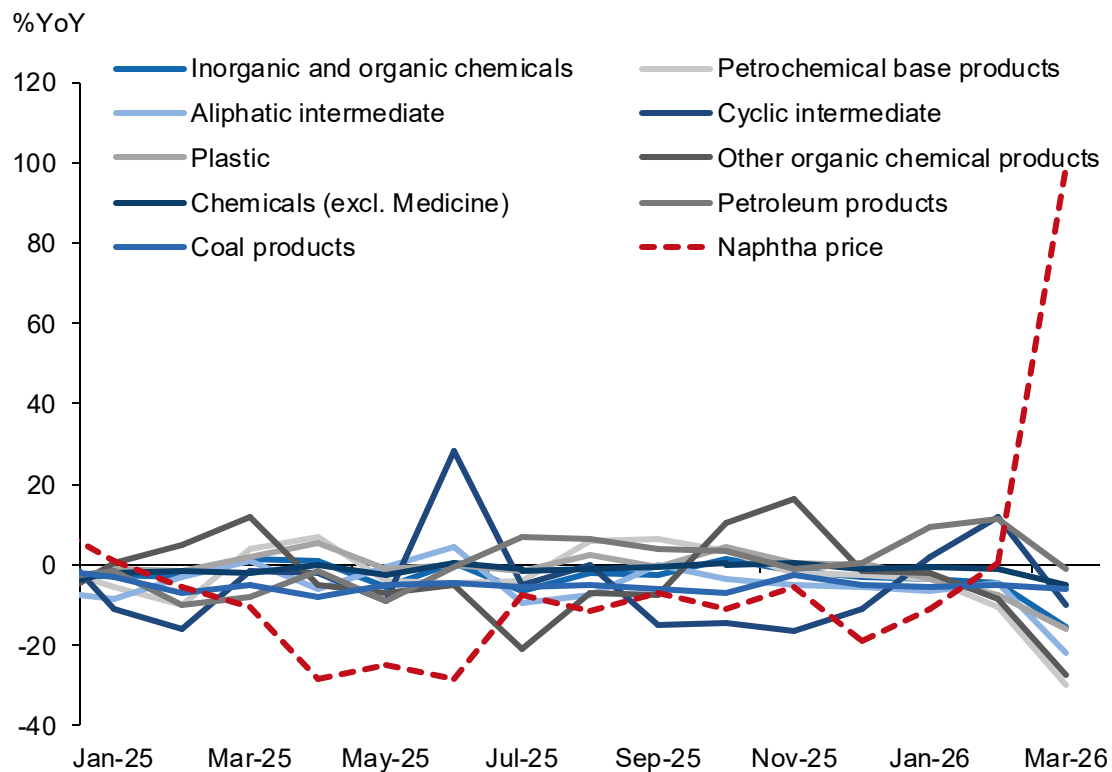 %YoY
Inorganic and organic chemicals
Petrochemical base products
Aliphatic intermediate
Cyclic intermediate
Plastic
Other organic chemical products
Chemicals (excl. Medicine)
Petroleum products
Coal products
Naphtha price
120
100
80
60
40
20
0
-20
-40
Jan-25 Mar-25 May-25 Jul-25 Sep-25 Nov-25 Jan-26 Mar-26